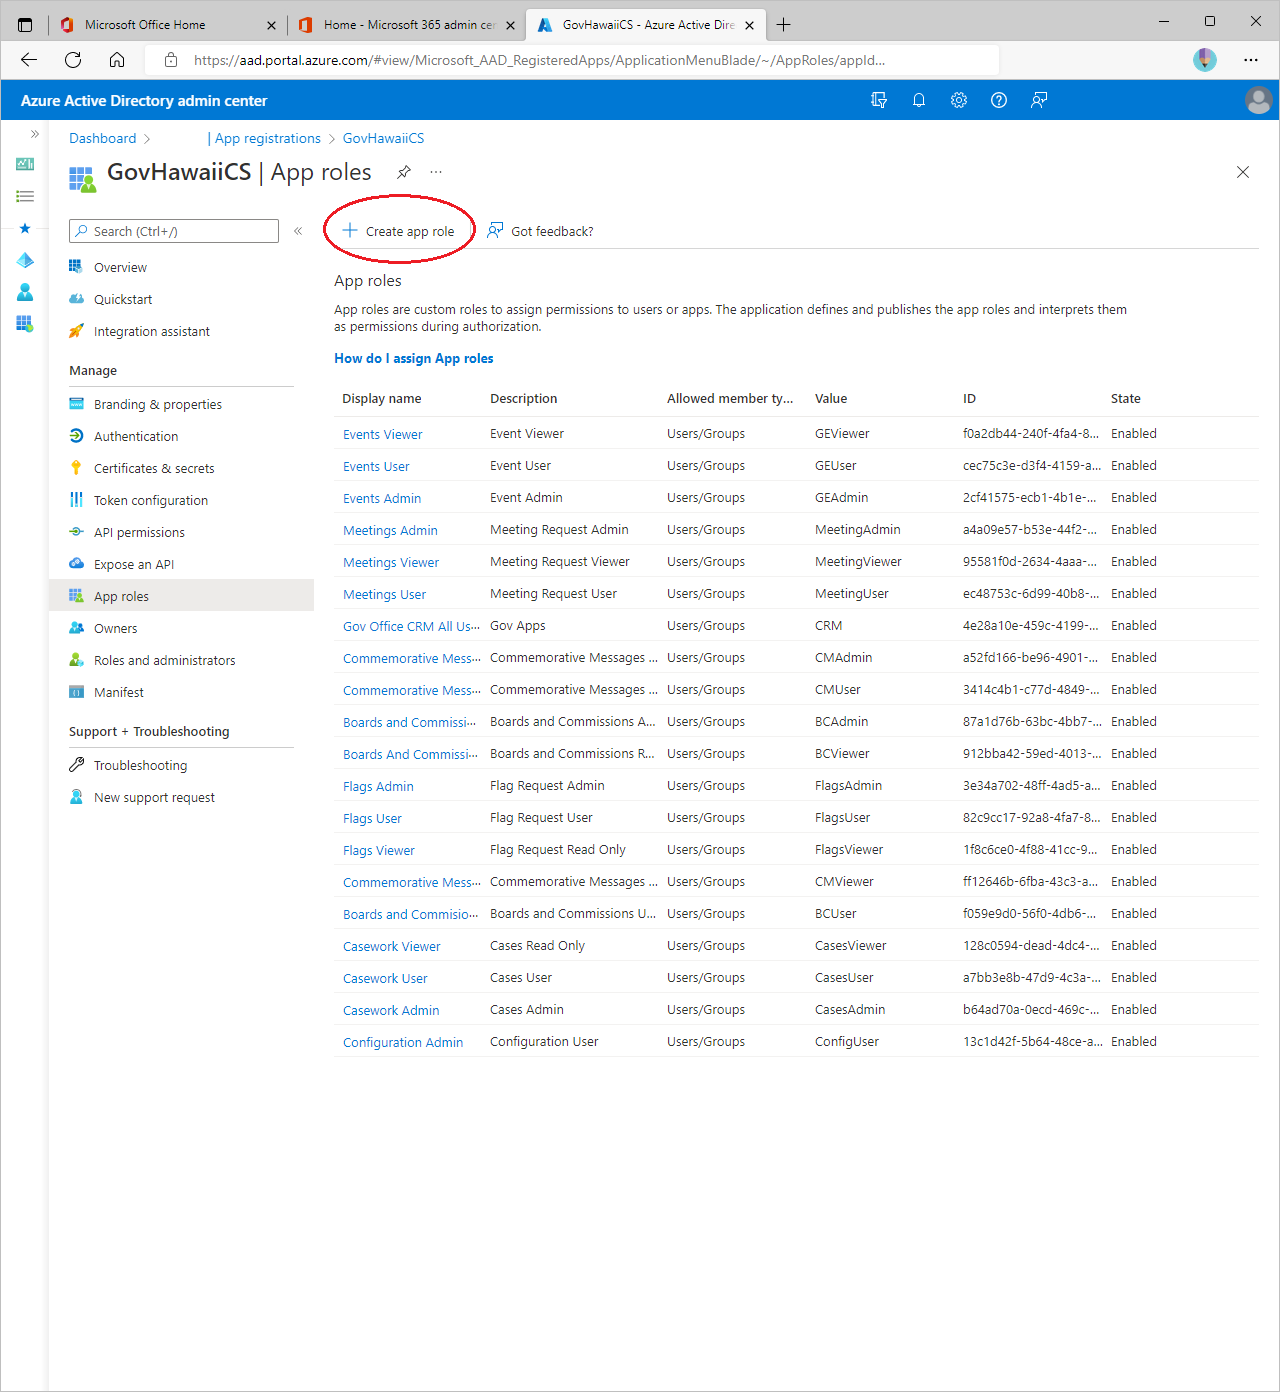 Microsoft Office Home
Home - Microsoft 365 admin cer
GovHawaiiCS - Azure Active Dire
https://aad.portal.azure.com/#view/Microsoft_AAD_RegisteredApps/ApplicationMenuBlade/~/AppRoles/appId...
Azure Active Directory admin center
Dashboard > | App registrations > GovHawaiiCS
GovHawaiiCS | App roles
Search (Ctrl+/)
Create app role
Got feedback?
Overview
Quickstart
Integration assistant
Manage
Branding & properties
Authentication
Certificates & secrets
Token configuration
API permissions
Expose an API
App roles
Owners
Roles and administrators
Manifest
Support + Troubleshooting
Troubleshooting
New support request
App roles
App roles are custom roles to assign permissions to users or apps. The application defines and publishes the app roles and interprets them
as permissions during authorization.
How do I assign App roles
Display name Description Allowed member ty... Value ID State
Events Viewer Event Viewer Users/Groups GEViewer f0a2db44-240f-4fa4-8... Enabled
Events User Event User Users/Groups GEUser cec75c3e-d3f4-4159-a... Enabled
Events Admin Event Admin Users/Groups GEAdmin 2cf41575-ecb1-4b1e-... Enabled
Meetings Admin Meeting Request Admin Users/Groups MeetingAdmin a4a09e57-b53e-44f2-... Enabled
Meetings Viewer Meeting Request Viewer Users/Groups MeetingViewer 95581f0d-2634-4aaa-... Enabled
Meetings User Meeting Request User Users/Groups MeetingUser ec48753c-6d99-40b8-... Enabled
Gov Office CRM All Us... Gov Apps Users/Groups CRM 4e28a10e-459c-4199-... Enabled
Commemorative Mess... Commemorative Messages ... Users/Groups CMAdmin a52fd166-be96-4901-... Enabled
Commemorative Mess... Commemorative Messages ... Users/Groups CMUser 3414c4b1-c77d-4849-... Enabled
Boards and Commissi... Boards and Commissions A... Users/Groups BCAdmin 87a1d76b-63bc-4bb7-... Enabled
Boards And Commissi... Boards and Commissions R... Users/Groups BCViewer 912bba42-59ed-4013-... Enabled
Flags Admin Flag Request Admin Users/Groups FlagsAdmin 3e34a702-48ff-4ad5-a... Enabled
Flags User Flag Request User Users/Groups FlagsUser 82c9cc17-92a8-4fa7-8... Enabled
Flags Viewer Flag Request Read Only Users/Groups FlagsViewer 1f8c6ce0-4f88-41cc-9... Enabled
Commemorative Mess... Commemorative Messages ... Users/Groups CMViewer ff12646b-6fba-43c3-a... Enabled
Boards and Commisio... Boards and Commissions U... Users/Groups BCUser f059e9d0-56f0-4db6-... Enabled
Casework Viewer Cases Read Only Users/Groups CasesViewer 128c0594-dead-4dc4-... Enabled
Casework User Cases User Users/Groups CasesUser a7bb3e8b-47d9-4c3a-... Enabled
Casework Admin Cases Admin Users/Groups CasesAdmin b64ad70a-0ecd-469c-... Enabled
Configuration Admin Configuration User Users/Groups ConfigUser 13c1d42f-5b64-48ce-a... Enabled